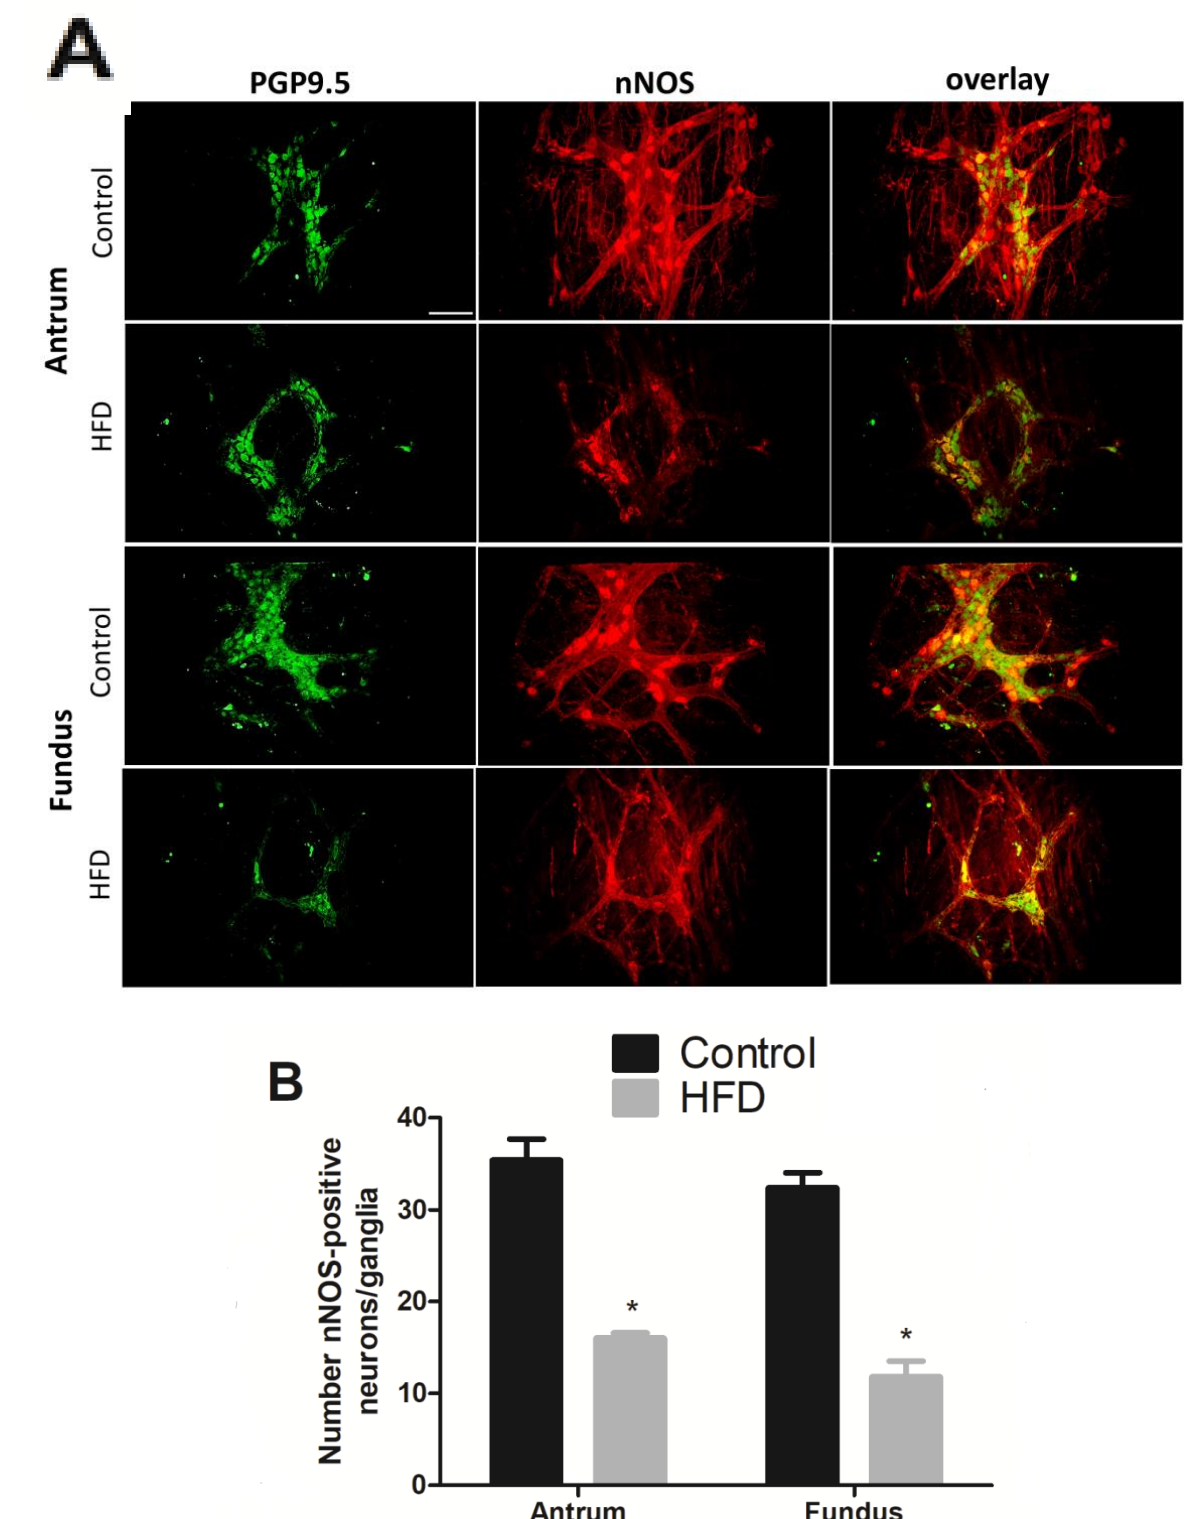 A
PGP9.5 nNOS overlay
Antrum
Control
HFD
Fundus
Control
HFD
B
Control
HFD
Number nNOS-positive
neurons/ganglia
40
30
20
10
0
*
*
Antrum Fundus